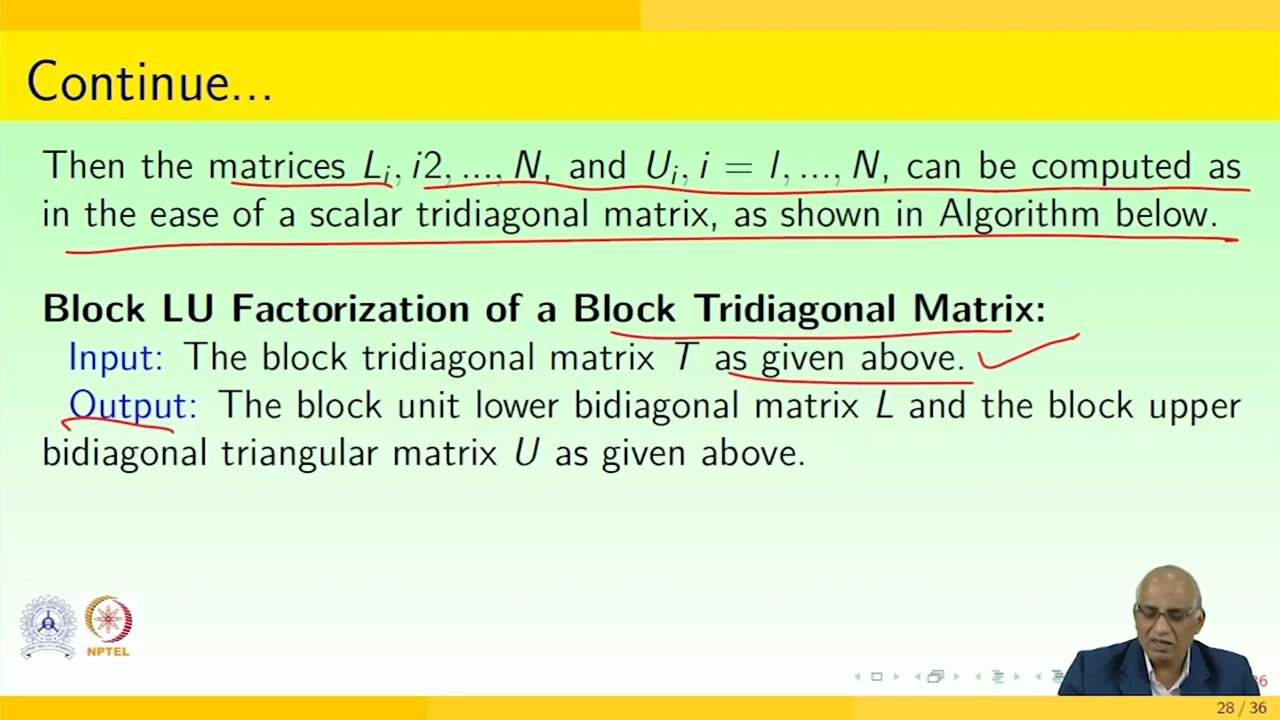 Continue...
Then the matrices Lᵢ, i2, ..., N, and Uᵢ, i = I, ..., N, can be computed as
in the ease of a scalar tridiagonal matrix, as shown in Algorithm below.
Block LU Factorization of a Block Tridiagonal Matrix:
Input: The block tridiagonal matrix T as given above.
Output: The block unit lower bidiagonal matrix L and the block upper
bidiagonal triangular matrix U as given above.
NPTEL
28 / 36